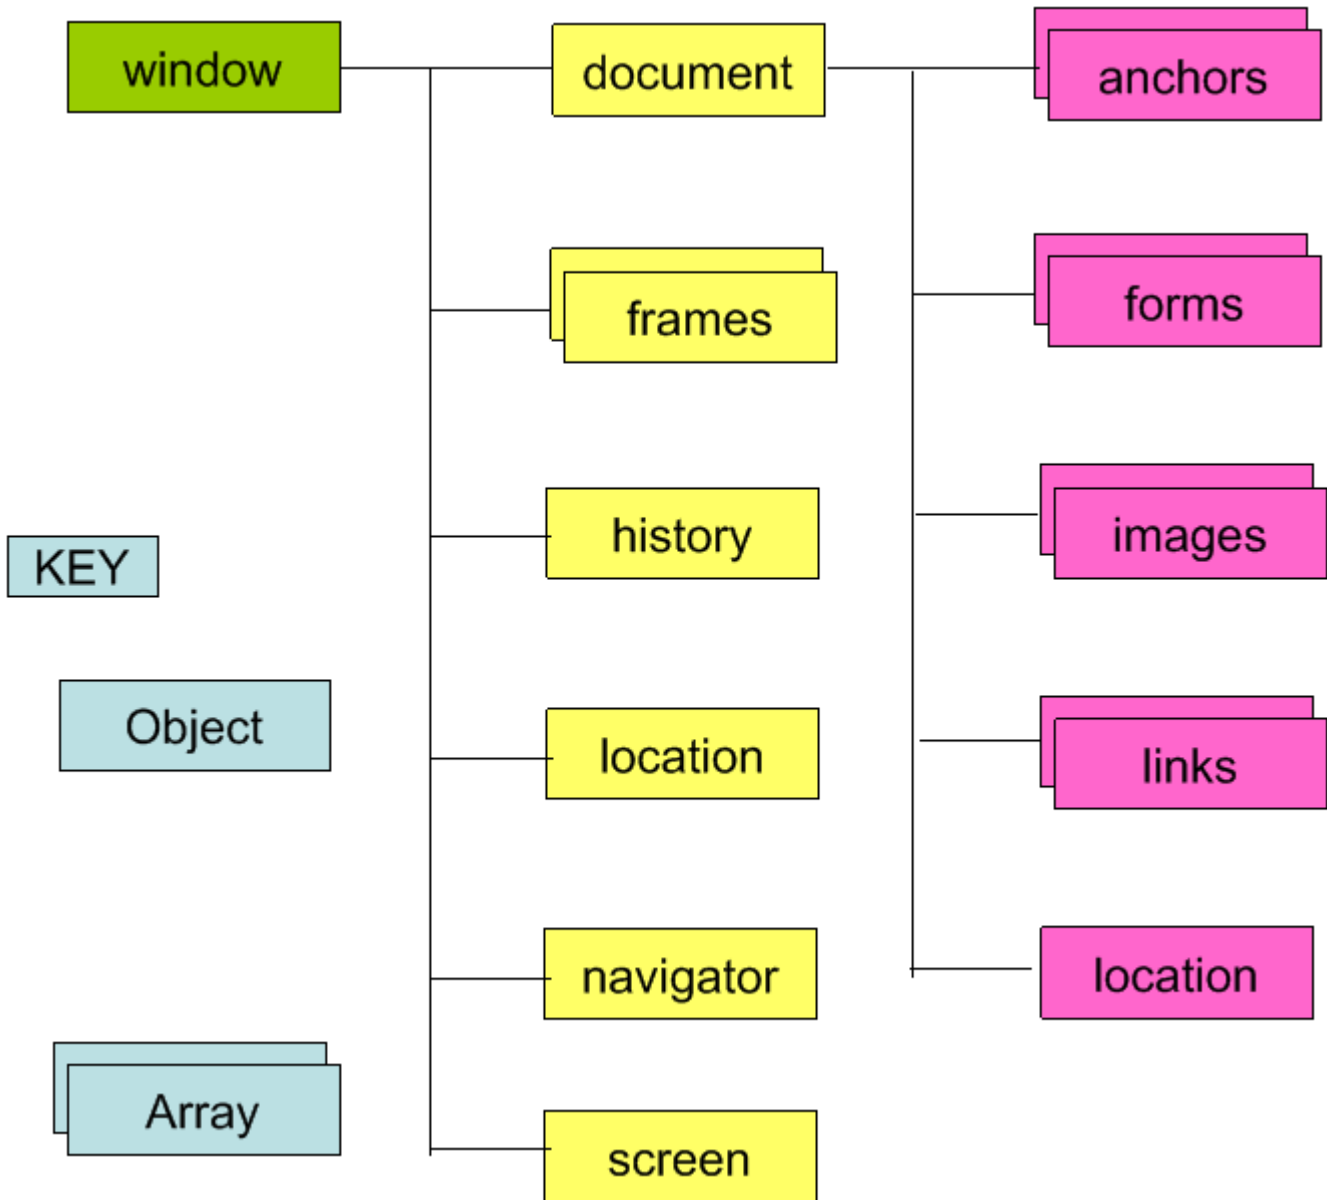 window
document
anchors
frames
forms
history
images
KEY
Object
location
links
navigator
location
Array
screen